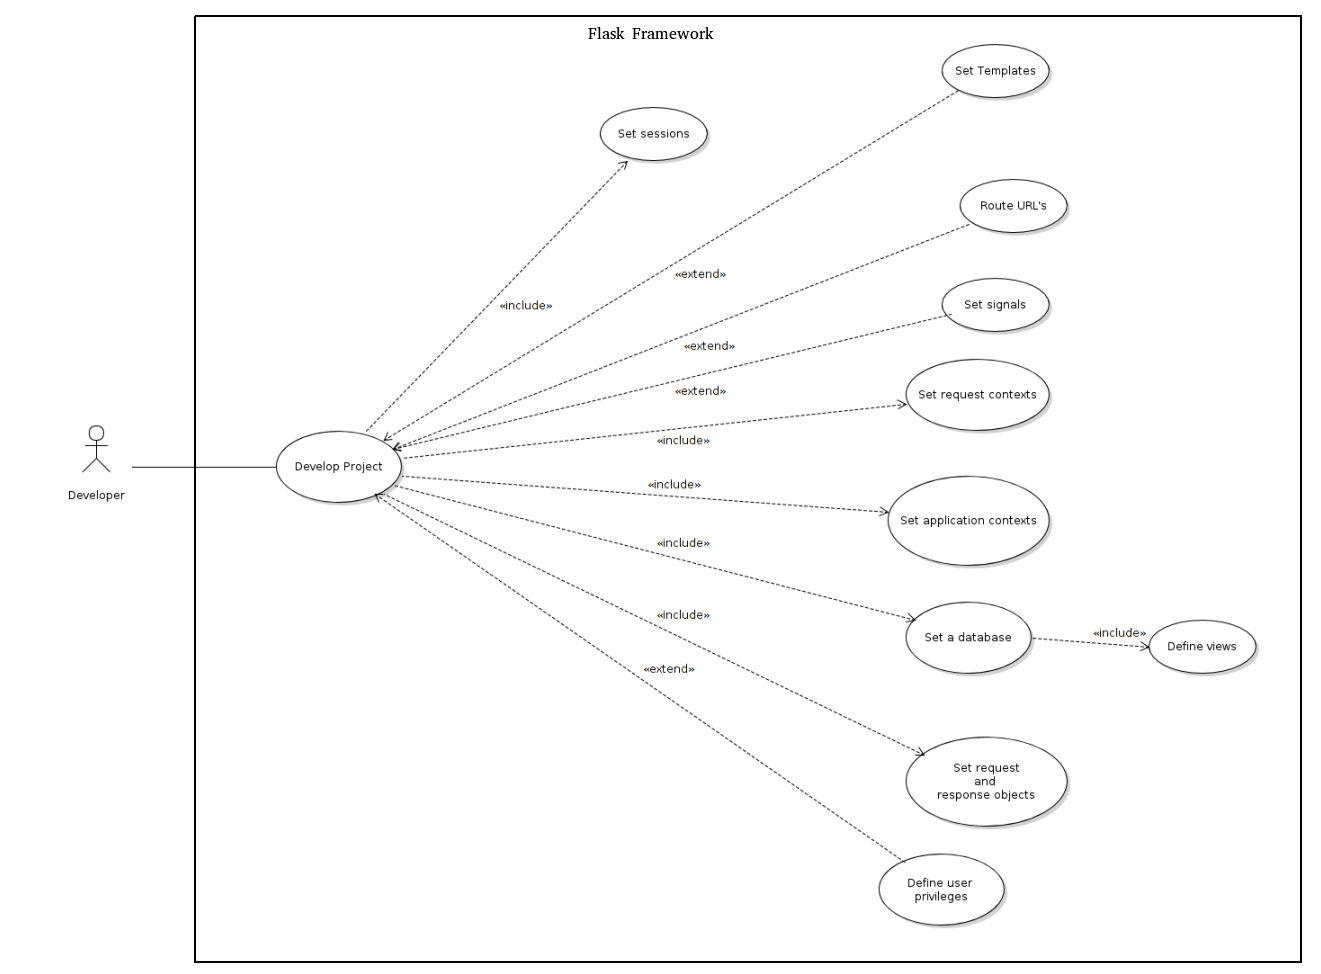 Flask Framework
Set Templates
Set sessions
Route URL's
«extend»
Set signals
«include»
«extend»
«extend»
Set request contexts
«include»
Develop Project
«include»
Developer
Set application contexts
«include»
«include»
Set a database
«include»
Define views
«extend»
Set request
and
response objects
Define user
privileges